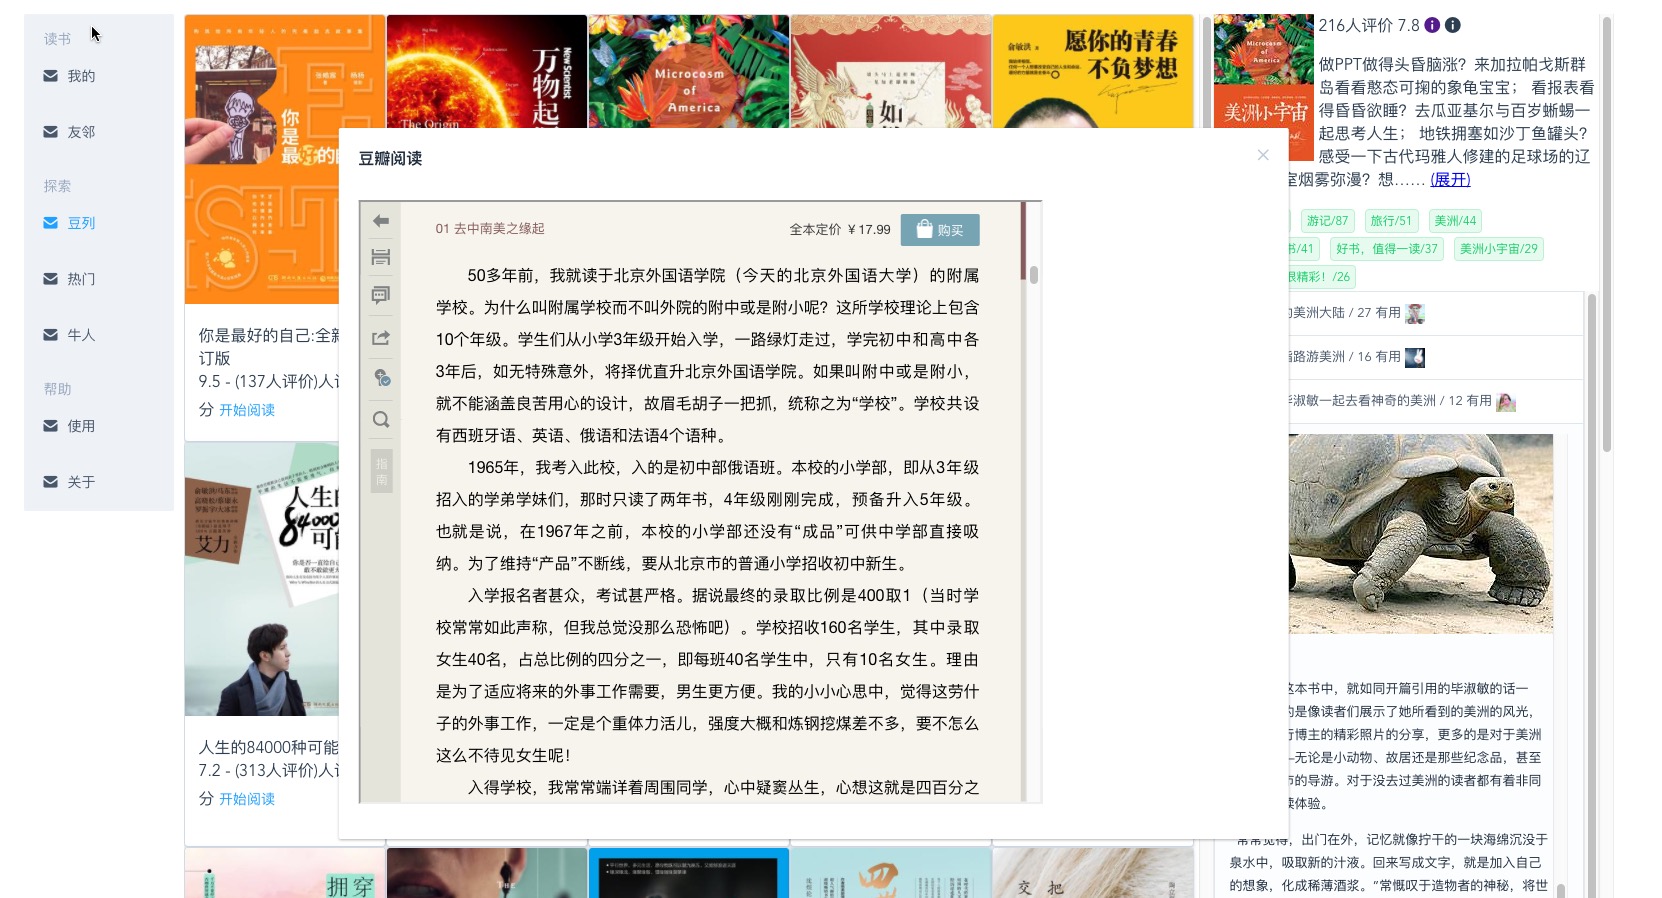 读书
我的
友邻
探索
豆列
热门
牛人
帮助
使用
关于
你是最好的
New Scientist
万物起
The Origin
Microcosm
of
America
如
俞敏洪
愿你的青春
不负梦想
你是最好的自己:全新
订版
9.5 - (137人评价)人
分 开始阅读
人生的
84000
可能
艾力
人生的84000种可能
7.2 - (313人评价)人
分 开始阅读
拥 穿
交 把
豆瓣阅读
01 去中南美之缘起
全本定价 ￥17.99
购买
指南
50多年前，我就读于北京外国语学院（今天的北京外国语大学）的附属
学校。为什么叫附属学校而不叫外院的附中或是附小呢？这所学校理论上包含
10个年级。学生们从小学3年级开始入学，一路绿灯走过，学完初中和高中各
3年后，如无特殊意外，将择优直升北京外国语学院。如果叫附中或是附小，
就不能涵盖良苦用心的设计，故眉毛胡子一把抓，统称之为“学校”。学校共设
有西班牙语、英语、俄语和法语4个语种。
1965年，我考入此校，入的是初中部俄语班。本校的小学部，即从3年级
招入的学弟学妹们，那时只读了两年书，4年级刚刚完成，预备升入5年级。
也就是说，在1967年之前，本校的小学部还没有“成品”可供中学部直接吸
纳。为了维持“产品”不断线，要从北京市的普通小学招收初中新生。
入学报名者甚众，考试甚严格。据说最终的录取比例是400取1（当时学
校常常如此声称，但我总觉没那么恐怖吧）。学校招收160名学生，其中录取
女生40名，占总比例的四分之一，即每班40名学生中，只有10名女生。理由
是为了适应将来的外事工作需要，男生更方便。我的小小心思中，觉得这劳什
子的外事工作，一定是个重体力活儿，强度大概和炼钢挖煤差不多，要不怎么
这么不待见女生呢！
入得学校，我常常端详着周围同学，心中疑窦丛生，心想这就是四百分之
美洲小宇宙
216人评价 7.8
做PPT做得头昏脑涨？来加拉帕戈斯群
岛看看憨态可掬的象龟宝宝； 看报表看
得昏昏欲睡？去瓜亚基尔与百岁蜥蜴一
起思考人生； 地铁拥塞如沙丁鱼罐头？
感受一下古代玛雅人修建的足球场的辽
室烟雾弥漫？想…… (展开)
游记/87
旅行/51
美洲/44
书/41
好书，值得一读/37
美洲小宇宙/29
很精彩！/26
的美洲大陆 / 27 有用
路游美洲 / 16 有用
毕淑敏一起去看神奇的美洲 / 12 有用
这本书中，就如同开篇引用的毕淑敏的话一
的是像读者们展示了她所看到的美洲的风光，
行博主的精彩照片的分享，更多的是对于美洲
–无论是小动物、故居还是那些纪念品，甚至
市的导游。对于没去过美洲的读者都有着非同
读体验。
“常常觉得，出门在外，记忆就像拧干的一块海绵沉没于
泉水中，吸取新的汁液。回来写成文字，就是加入自己
的想象，化成稀薄酒浆。”常慨叹于造物者的神秘，将世